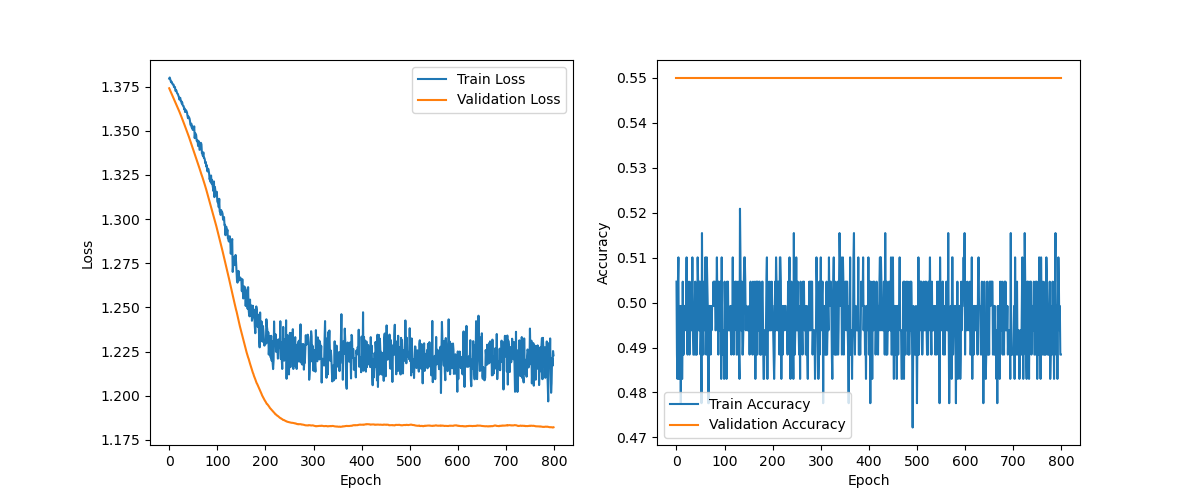 Train Loss
Validation Loss
1.375
1.350
1.325
1.300
1.275
1.250
1.225
1.200
1.175
Loss
0 100 200 300 400 500 600 700 800
Epoch
0.55
0.54
0.53
0.52
0.51
0.50
0.49
0.48
0.47
Accuracy
Train Accuracy
Validation Accuracy
0 100 200 300 400 500 600 700 800
Epoch